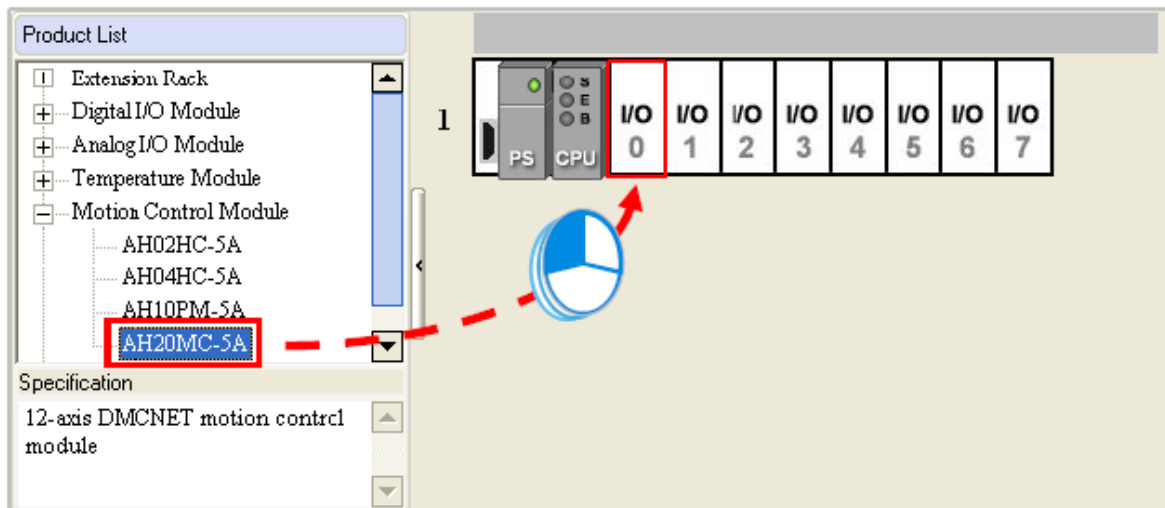 Product List
Extension Rack
Digital I/O Module
Analog I/O Module
Temperature Module
Motion Control Module
AH02HC-5A
AH04HC-5A
AH10PM-5A
AH20MC-5A
Specification
12-axis DMCNET motion control
module
1
PS
S
E
B
CPU
I/O
0
I/O
1
I/O
2
I/O
3
I/O
4
I/O
5
I/O
6
I/O
7